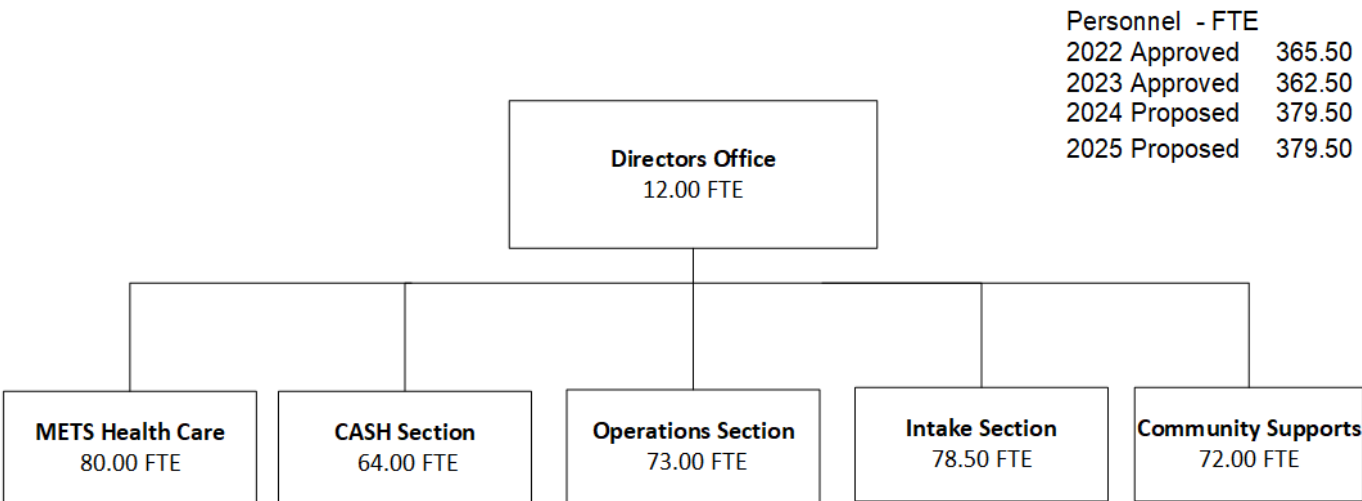 Personnel - FTE
2022 Approved 365.50
2023 Approved 362.50
2024 Proposed 379.50
2025 Proposed 379.50
Directors Office
12.00 FTE
METS Health Care
80.00 FTE
CASH Section
64.00 FTE
Operations Section
73.00 FTE
Intake Section
78.50 FTE
Community Supports
72.00 FTE